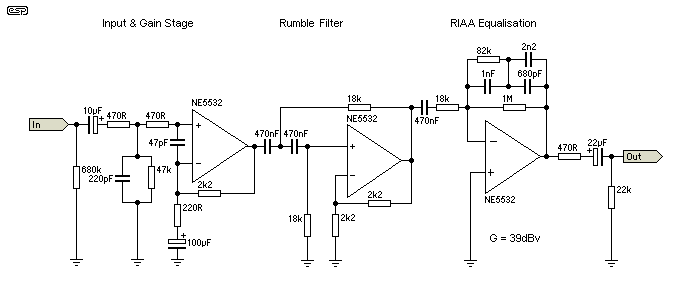 esp
Input & Gain Stage
Rumble Filter
RIAA Equalisation
In
10µF
+
470R
470R
680k
220pF
47k
47pF
NE5532
+
−
2k2
220R
+
100µF
470nF
470nF
18k
18k
NE5532
+
−
2k2
2k2
470nF
18k
82k
2n2
1nF
680pF
1M
−
+
NE5532
G = 39dBv
470R
22µF
+
22k
Out